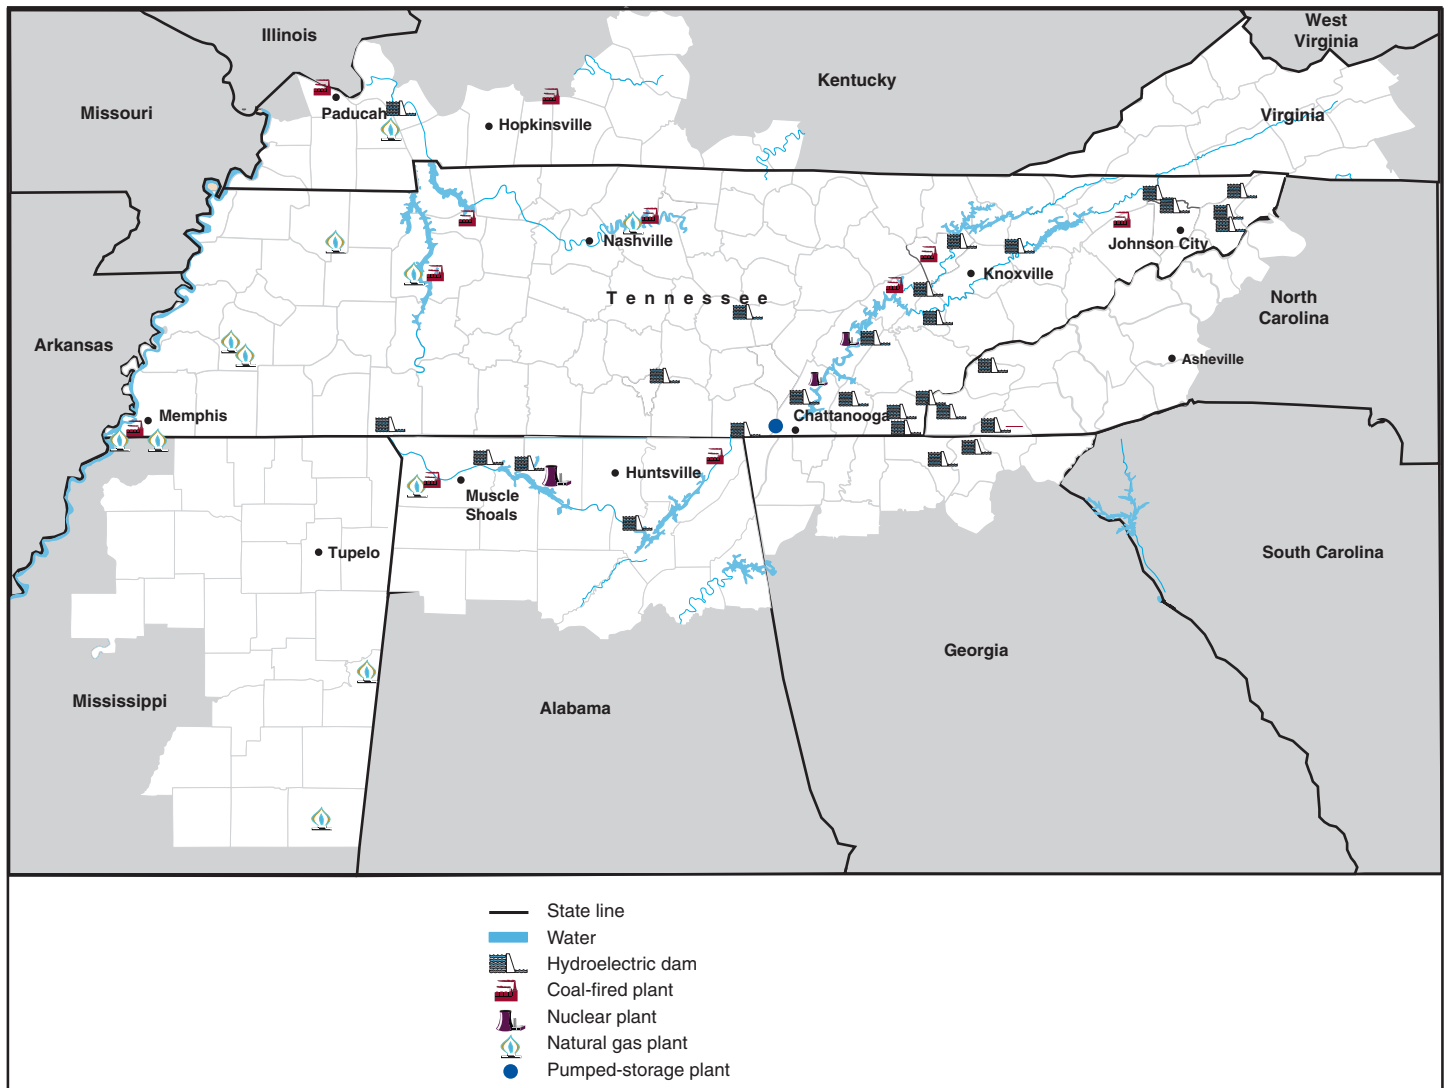 West
Virginia
Illinois
Kentucky
Missouri
Paducah
Virginia
Hopkinsville
Nashville
Johnson City
Knoxville
Tennessee
North
Carolina
Arkansas
Asheville
Memphis
Chattanooga
Huntsville
Muscle
Shoals
Tupelo
South Carolina
Georgia
Mississippi
Alabama
State line
Water
Hydroelectric dam
Coal-fired plant
Nuclear plant
Natural gas plant
Pumped-storage plant